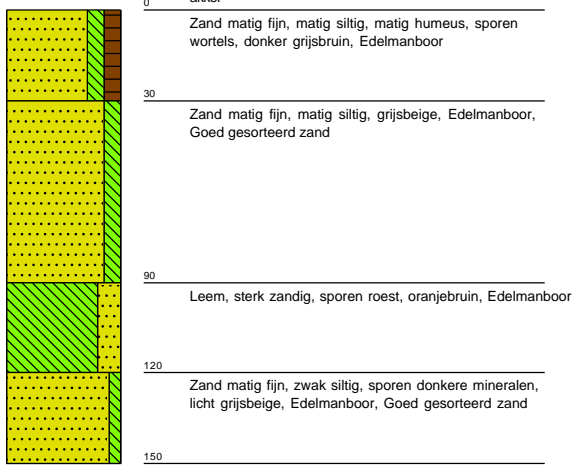 0
Zand matig fijn, matig siltig, matig humeus, sporen
wortels, donker grijsbruin, Edelmanboor
30
Zand matig fijn, matig siltig, grijsbeige, Edelmanboor,
Goed gesorteerd zand
90
Leem, sterk zandig, sporen roest, oranjebruin, Edelmanboor
120
Zand matig fijn, zwak siltig, sporen donkere mineralen,
licht grijsbeige, Edelmanboor, Goed gesorteerd zand
150